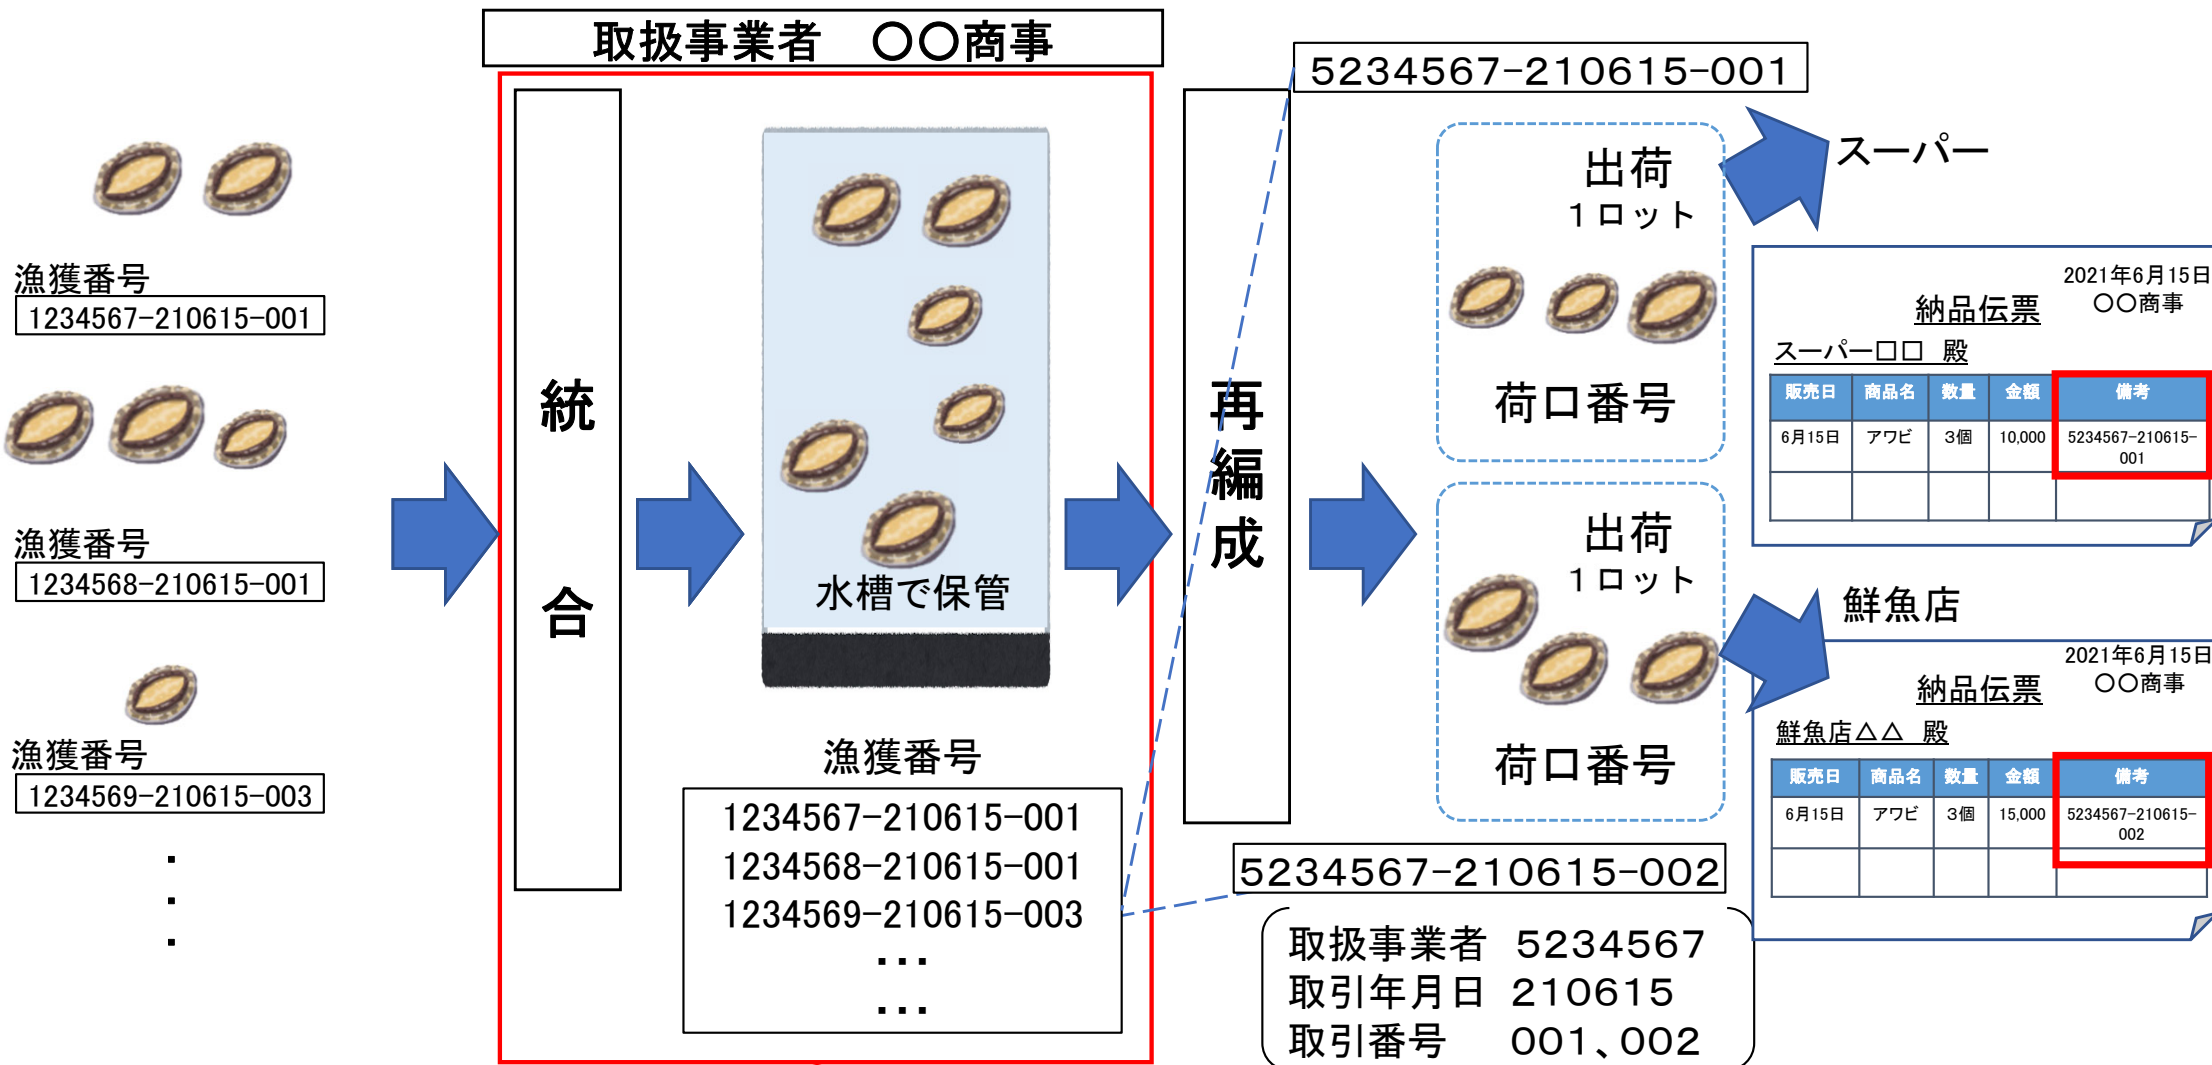 取扱事業者　〇〇商事
漁獲番号
1234567-210615-001
漁獲番号
1234568-210615-001
漁獲番号
1234569-210615-003
・
・
・
統合
水槽で保管
漁獲番号
1234567-210615-001
1234568-210615-001
1234569-210615-003
・・・
・・・
再編成
5234567-210615-001
出荷
1ロット
荷口番号
出荷
1ロット
荷口番号
5234567-210615-002
取扱事業者　5234567
取引年月日　210615
取引番号　001、002
スーパー
2021年6月15日
納品伝票　〇〇商事
スーパー□□　殿
販売日　商品名　数量　金額　備考
6月15日　アワビ　3個　10,000　5234567-210615-
001
鮮魚店
2021年6月15日
納品伝票　〇〇商事
鮮魚店△△　殿
販売日　商品名　数量　金額　備考
6月15日　アワビ　3個　15,000　5234567-210615-
002